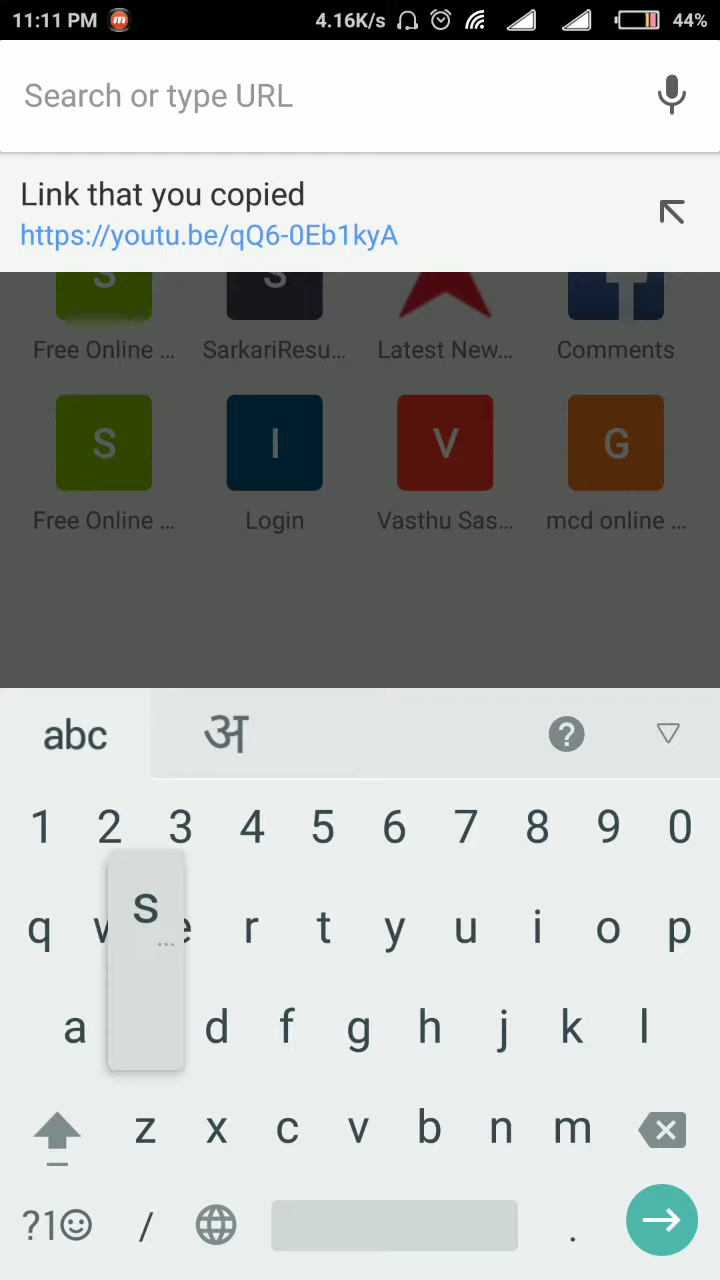 11:11 PM m 4.16K/s 44%
Search or type URL
Link that you copied
https://youtu.be/qQ6-0Eb1kyA
S S
Free Online ... SarkariResu... Latest New... Comments
S I V G
Free Online ... Login Vasthu Sas... mcd online ...
abc अ ?
1 2 3 4 5 6 7 8 9 0
q w e r t y u i o p
s
...
a d f g h j k l
z x c v b n m
?1☺ / .